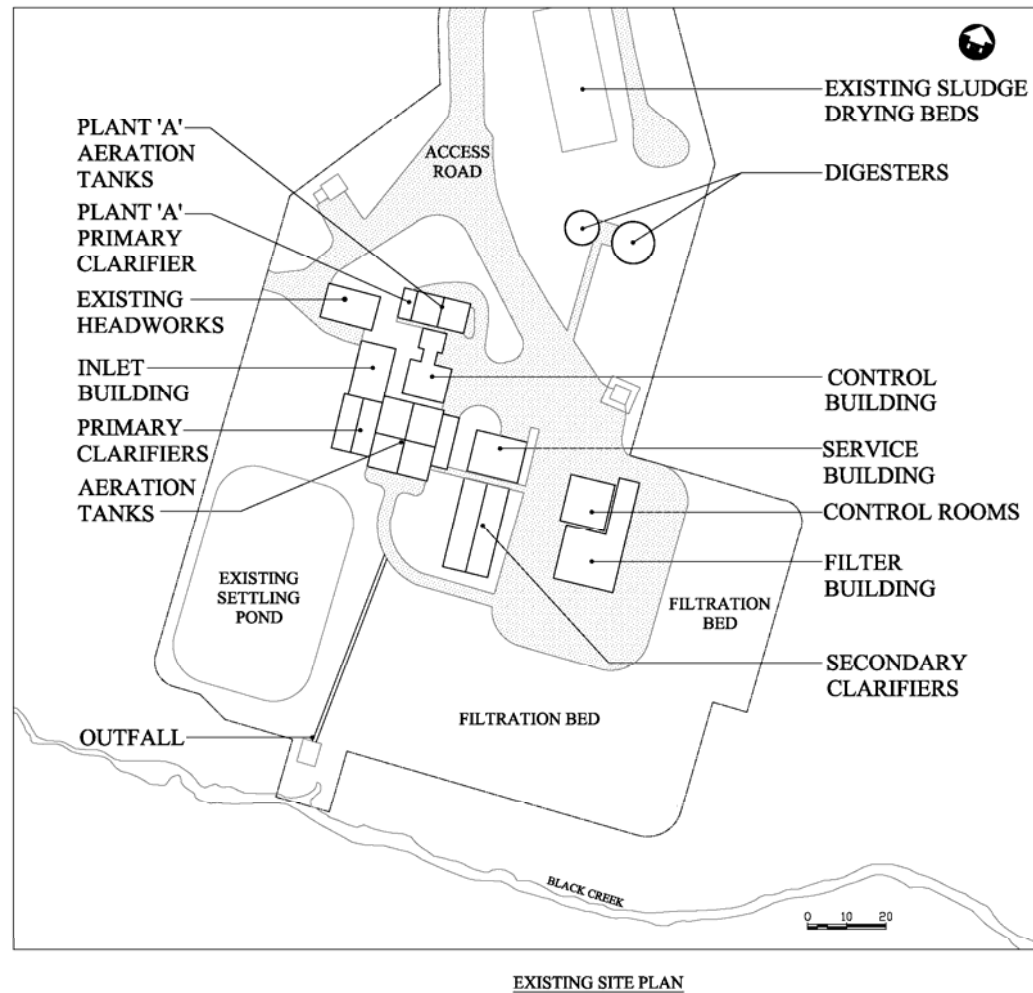 EXISTING SLUDGE
DRYING BEDS
DIGESTERS
PLANT 'A'
AERATION
TANKS
PLANT 'A'
PRIMARY
CLARIFIER
EXISTING
HEADWORKS
INLET
BUILDING
PRIMARY
CLARIFIERS
AERATION
TANKS
ACCESS
ROAD
CONTROL
BUILDING
SERVICE
BUILDING
CONTROL ROOMS
FILTER
BUILDING
SECONDARY
CLARIFIERS
EXISTING
SETTLING
POND
FILTRATION
BED
FILTRATION BED
OUTFALL
BLACK CREEK
0 10 20
EXISTING SITE PLAN